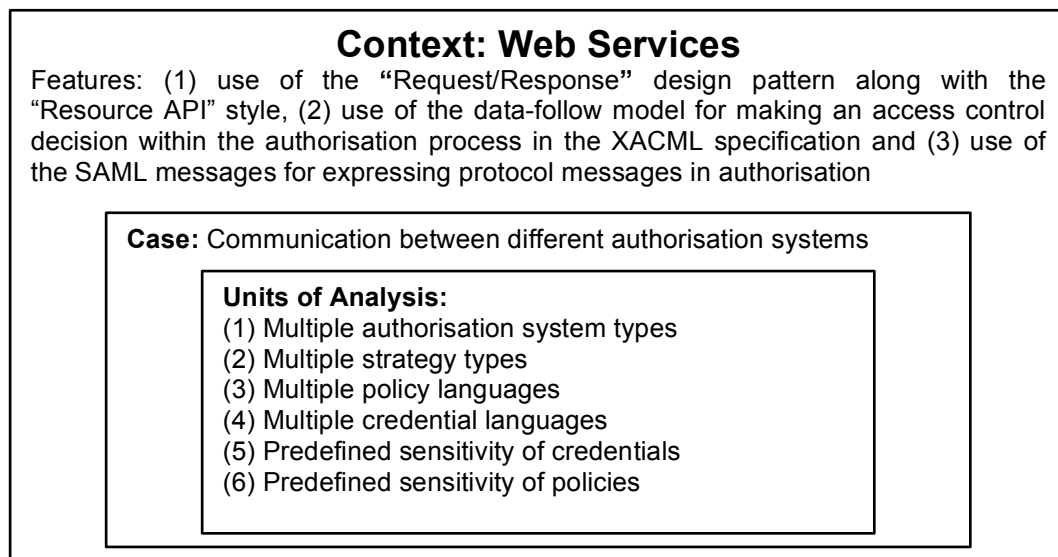 Context: Web Services
Features: (1) use of the “Request/Response” design pattern along with the
“Resource API” style, (2) use of the data-follow model for making an access control
decision within the authorisation process in the XACML specification and (3) use of
the SAML messages for expressing protocol messages in authorisation
Case: Communication between different authorisation systems
Units of Analysis:
(1) Multiple authorisation system types
(2) Multiple strategy types
(3) Multiple policy languages
(4) Multiple credential languages
(5) Predefined sensitivity of credentials
(6) Predefined sensitivity of policies